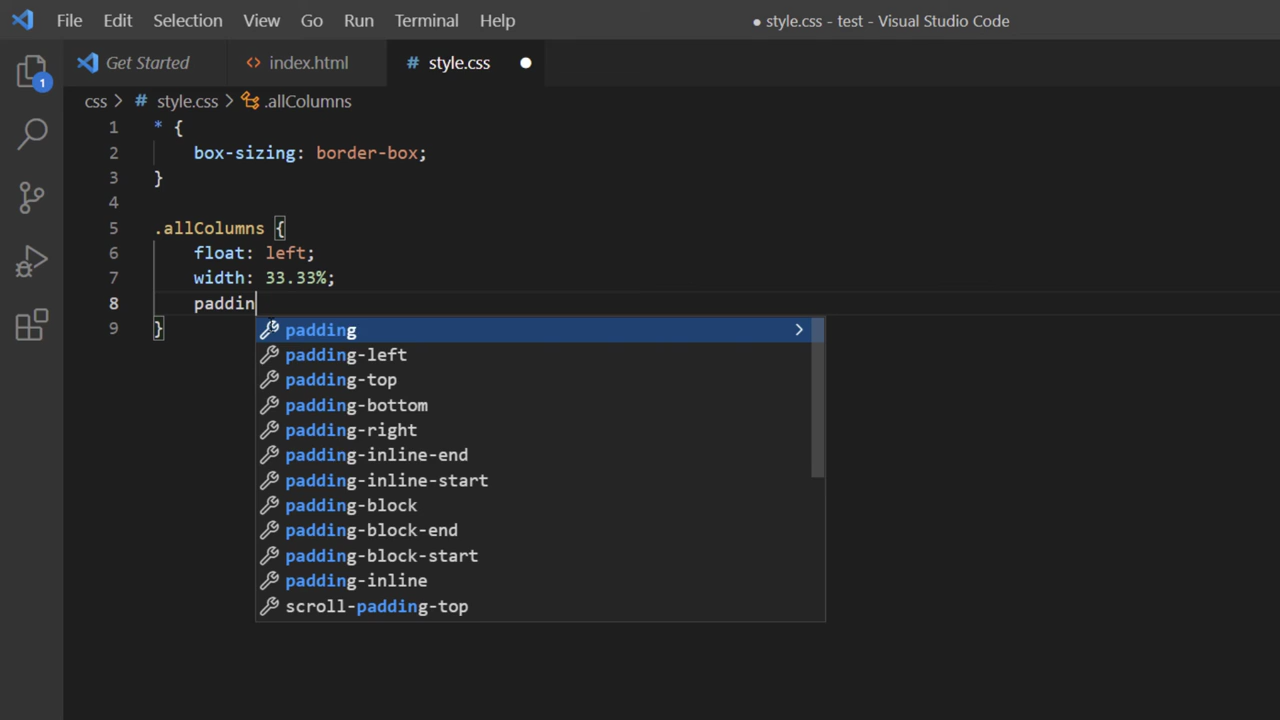 File Edit Selection View Go Run Terminal Help ● style.css - test - Visual Studio Code
Get Started index.html # style.css ●
1
css > # style.css > .allColumns
1 * {
2 box-sizing: border-box;
3 }
4
5 .allColumns {
6 float: left;
7 width: 33.33%;
8 paddin
9 }
padding >
padding-left
padding-top
padding-bottom
padding-right
padding-inline-end
padding-inline-start
padding-block
padding-block-end
padding-block-start
padding-inline
scroll-padding-top